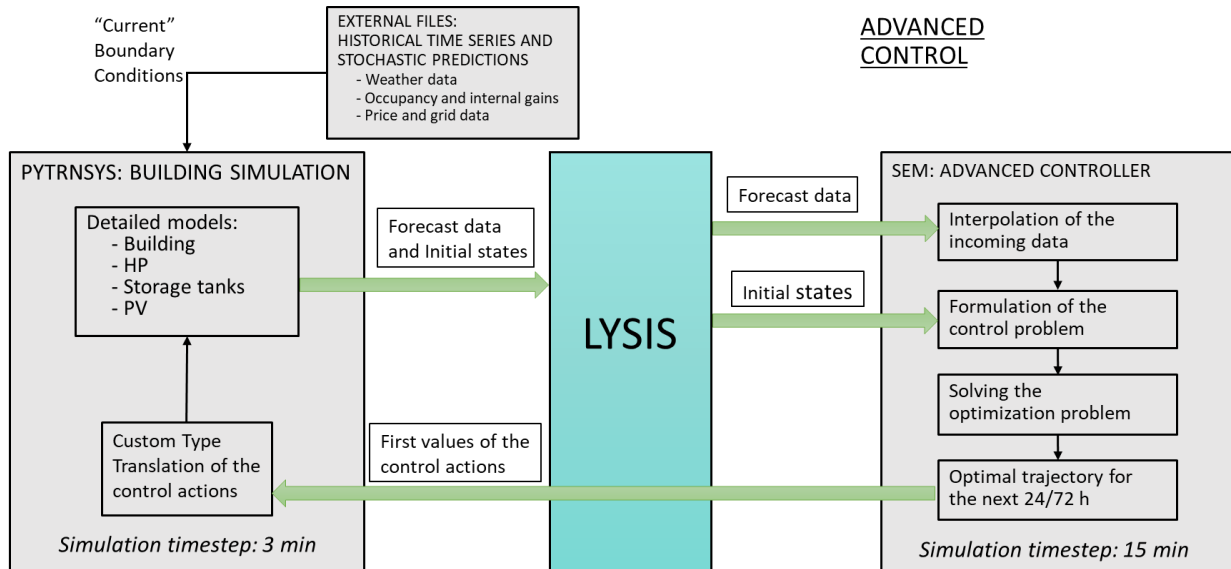 “Current”
Boundary
Conditions
EXTERNAL FILES:
HISTORICAL TIME SERIES AND
STOCHASTIC PREDICTIONS
- Weather data
- Occupancy and internal gains
- Price and grid data
ADVANCED
CONTROL
PYTRNSYS: BUILDING SIMULATION
Detailed models:
- Building
- HP
- Storage tanks
- PV
Custom Type
Translation of the
control actions
Simulation timestep: 3 min
Forecast data
and Initial states
First values of the
control actions
LYSIS
Forecast data
Initial states
SEM: ADVANCED CONTROLLER
Interpolation of the
incoming data
Formulation of the
control problem
Solving the
optimization problem
Optimal trajectory for
the next 24/72 h
Simulation timestep: 15 min